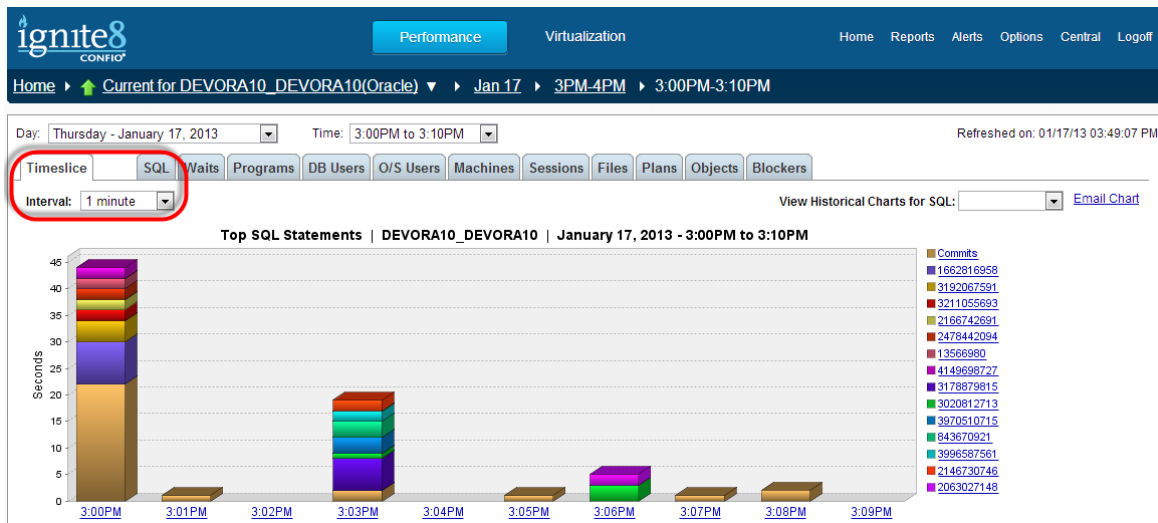 ignite8
CONFIO
Performance Virtualization Home Reports Alerts Options Central Logoff
Home Current for DEVORA10_DEVORA10(Oracle) Jan 17 3PM-4PM 3:00PM-3:10PM
Day: Thursday - January 17, 2013 Time: 3:00PM to 3:10PM Refreshed on: 01/17/13 03:49:07 PM
Timeslice SQL Waits Programs DB Users O/S Users Machines Sessions Files Plans Objects Blockers
Interval: 1 minute View Historical Charts for SQL: Email Chart
Top SQL Statements | DEVORA10_DEVORA10 | January 17, 2013 - 3:00PM to 3:10PM
Seconds
45
40
35
30
25
20
15
10
5
0
3:00PM 3:01PM 3:02PM 3:03PM 3:04PM 3:05PM 3:06PM 3:07PM 3:08PM 3:09PM
Commits
1662816958
3192067591
3211055693
2166742691
2478442094
13566980
4149698727
3178879815
3020812713
3970510715
843670921
3996587561
2146730746
2063027148